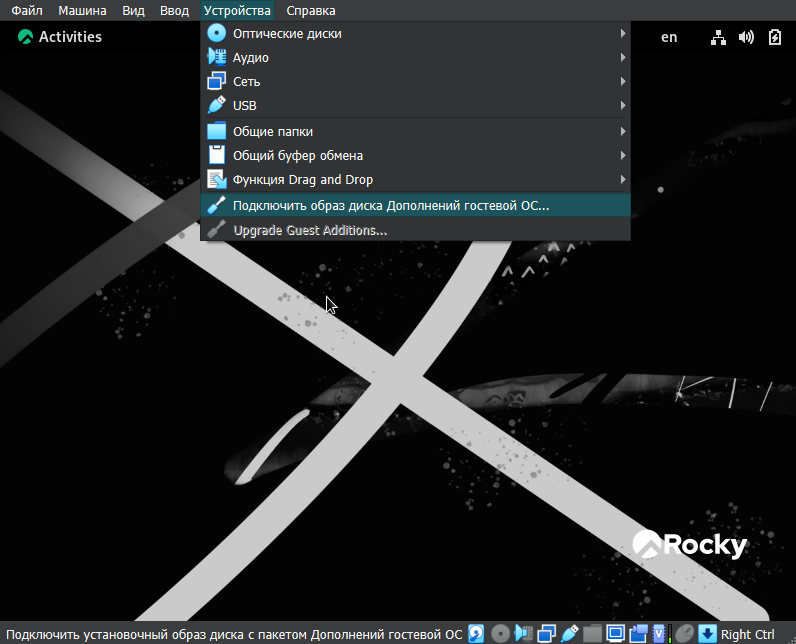 Файл Машина Вид Ввод Устройства Справка
Activities
en
Оптические диски
Аудио
Сеть
USB
Общие папки
Общий буфер обмена
Функция Drag and Drop
Подключить образ диска Дополнений гостевой ОС...
Upgrade Guest Additions...
Rocky
Подключить установочный образ диска с пакетом Дополнений гостевой ОС
Right Ctrl